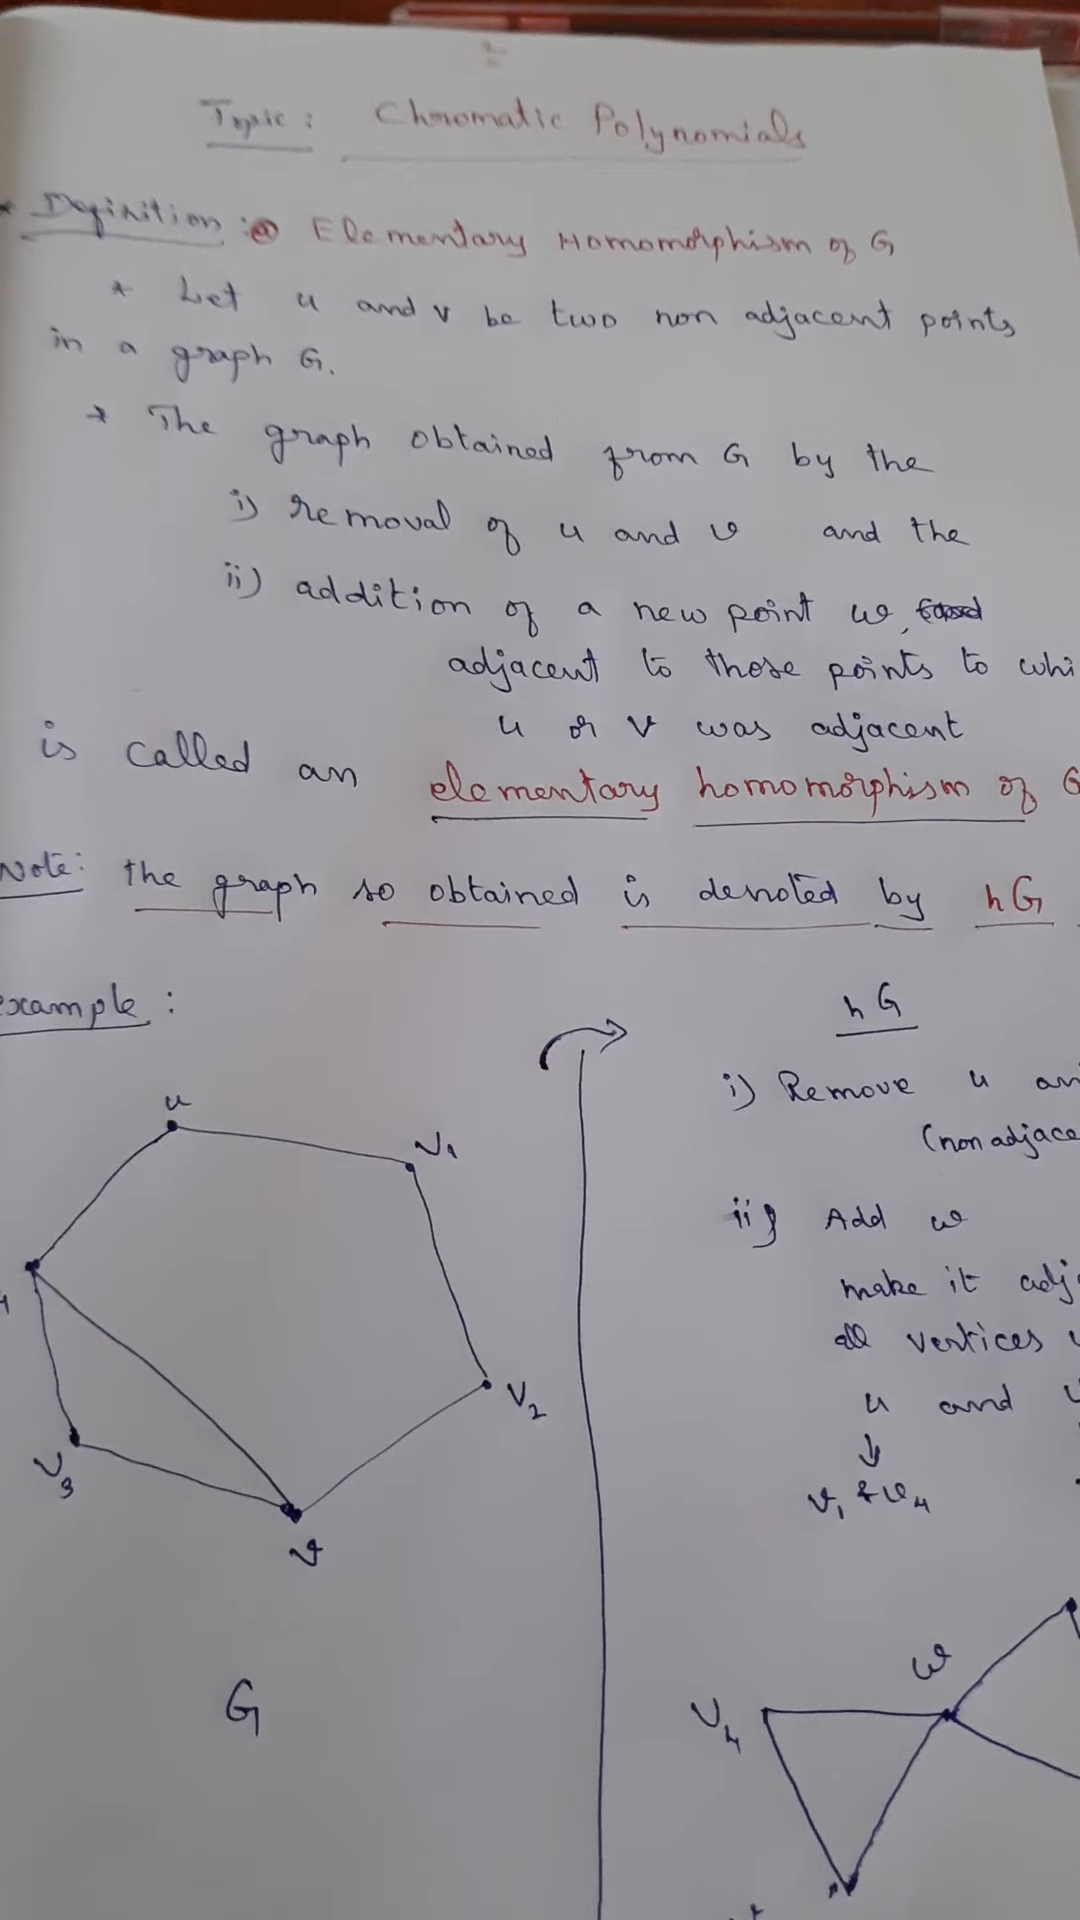 Topic: Chromatic Polynomials
* Definition: Elementary Homomorphism of G
* Let u and v be two non adjacent points
in a graph G.
* The graph obtained from G by the
i) removal of u and v and the
ii) addition of a new point w,
adjacent to those points to whi
u or v was adjacent
is called an elementary homomorphism of G
Note: the graph so obtained is denoted by hG
example:
hG
i) Remove u an
(non adjace
ii) Add w
make it adj
all vertices
u and
↓
v1 & v4
u
v1
4
v2
v3
v
G
w
v4